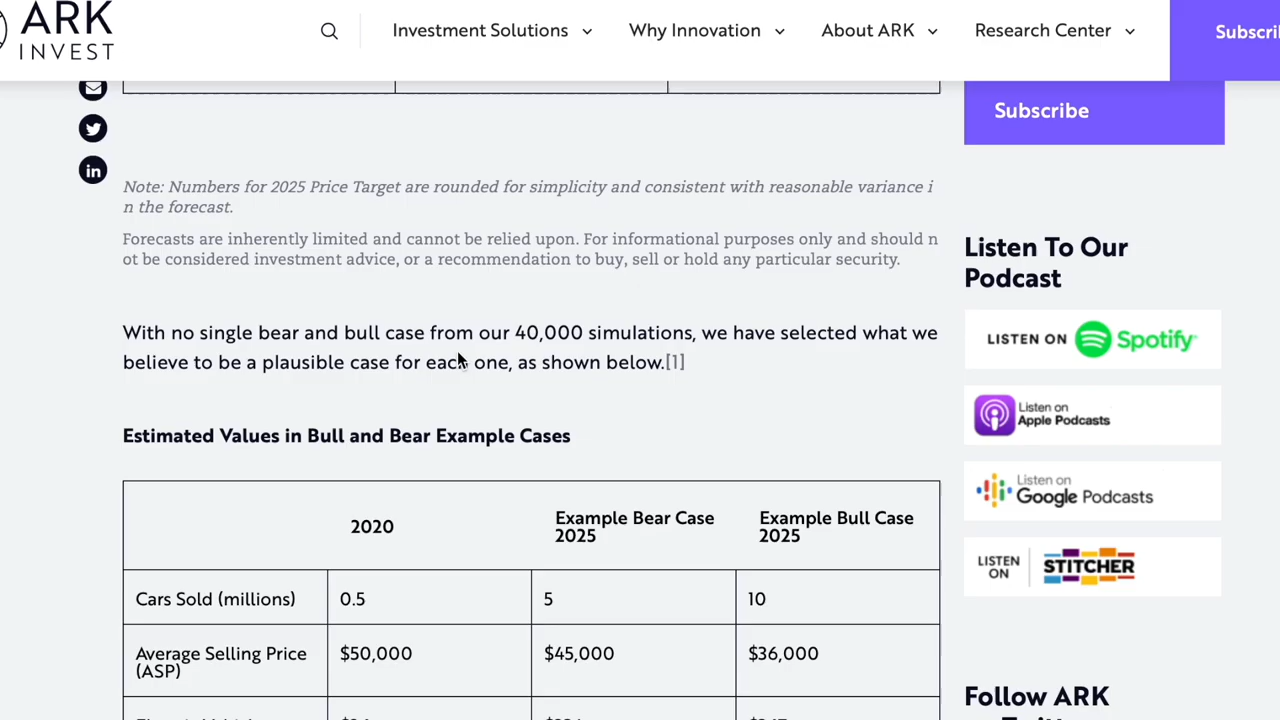 ARK
INVEST
Investment Solutions
Why Innovation
About ARK
Research Center
Subscri
Subscribe
Note: Numbers for 2025 Price Target are rounded for simplicity and consistent with reasonable variance i
n the forecast.
Forecasts are inherently limited and cannot be relied upon. For informational purposes only and should n
ot be considered investment advice, or a recommendation to buy, sell or hold any particular security.
With no single bear and bull case from our 40,000 simulations, we have selected what we
believe to be a plausible case for each one, as shown below.[1]
Estimated Values in Bull and Bear Example Cases
2020
Example Bear Case
2025
Example Bull Case
2025
Cars Sold (millions)
0.5
5
10
Average Selling Price
(ASP)
$50,000
$45,000
$36,000
Listen To Our
Podcast
LISTEN ON Spotify
Listen on
Apple Podcasts
Listen on
Google Podcasts
LISTEN
ON
STITCHER
Follow ARK